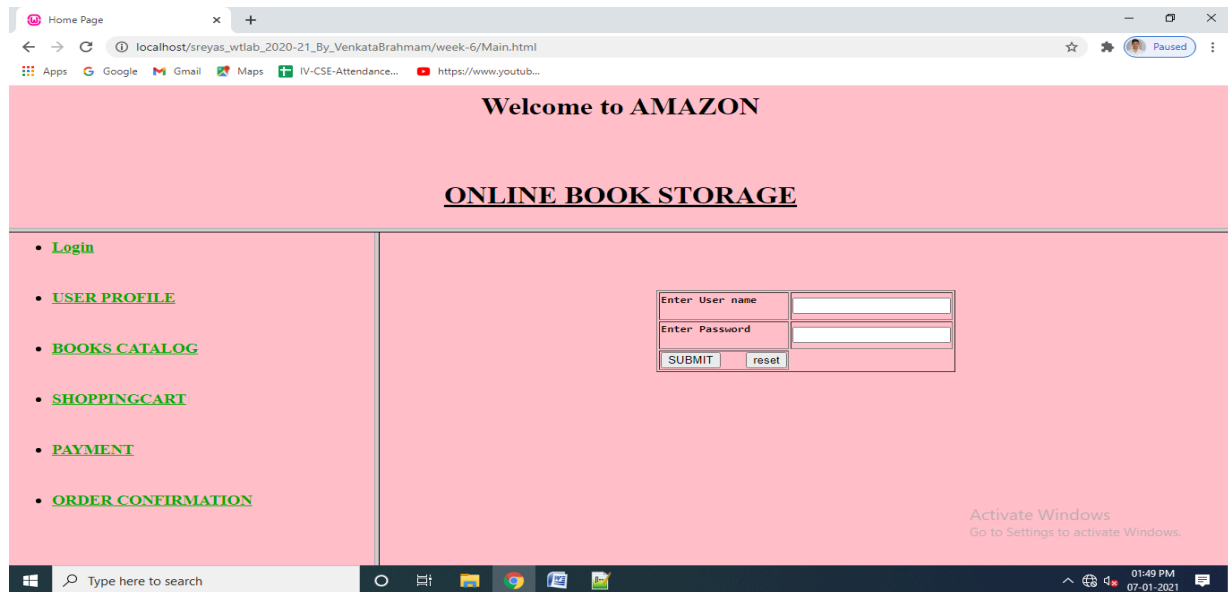 Home Page
localhost/sreyas_wtlab_2020-21_By_VenkataBrahmam/week-6/Main.html
Paused
Apps Google Gmail Maps IV-CSE-Attendance... https://www.youtub...
Welcome to AMAZON
ONLINE BOOK STORAGE
Login
USER PROFILE
BOOKS CATALOG
SHOPPINGCART
PAYMENT
ORDER CONFIRMATION
Enter User name
Enter Password
SUBMIT reset
Activate Windows
Go to Settings to activate Windows.
Type here to search
01:49 PM
07-01-2021